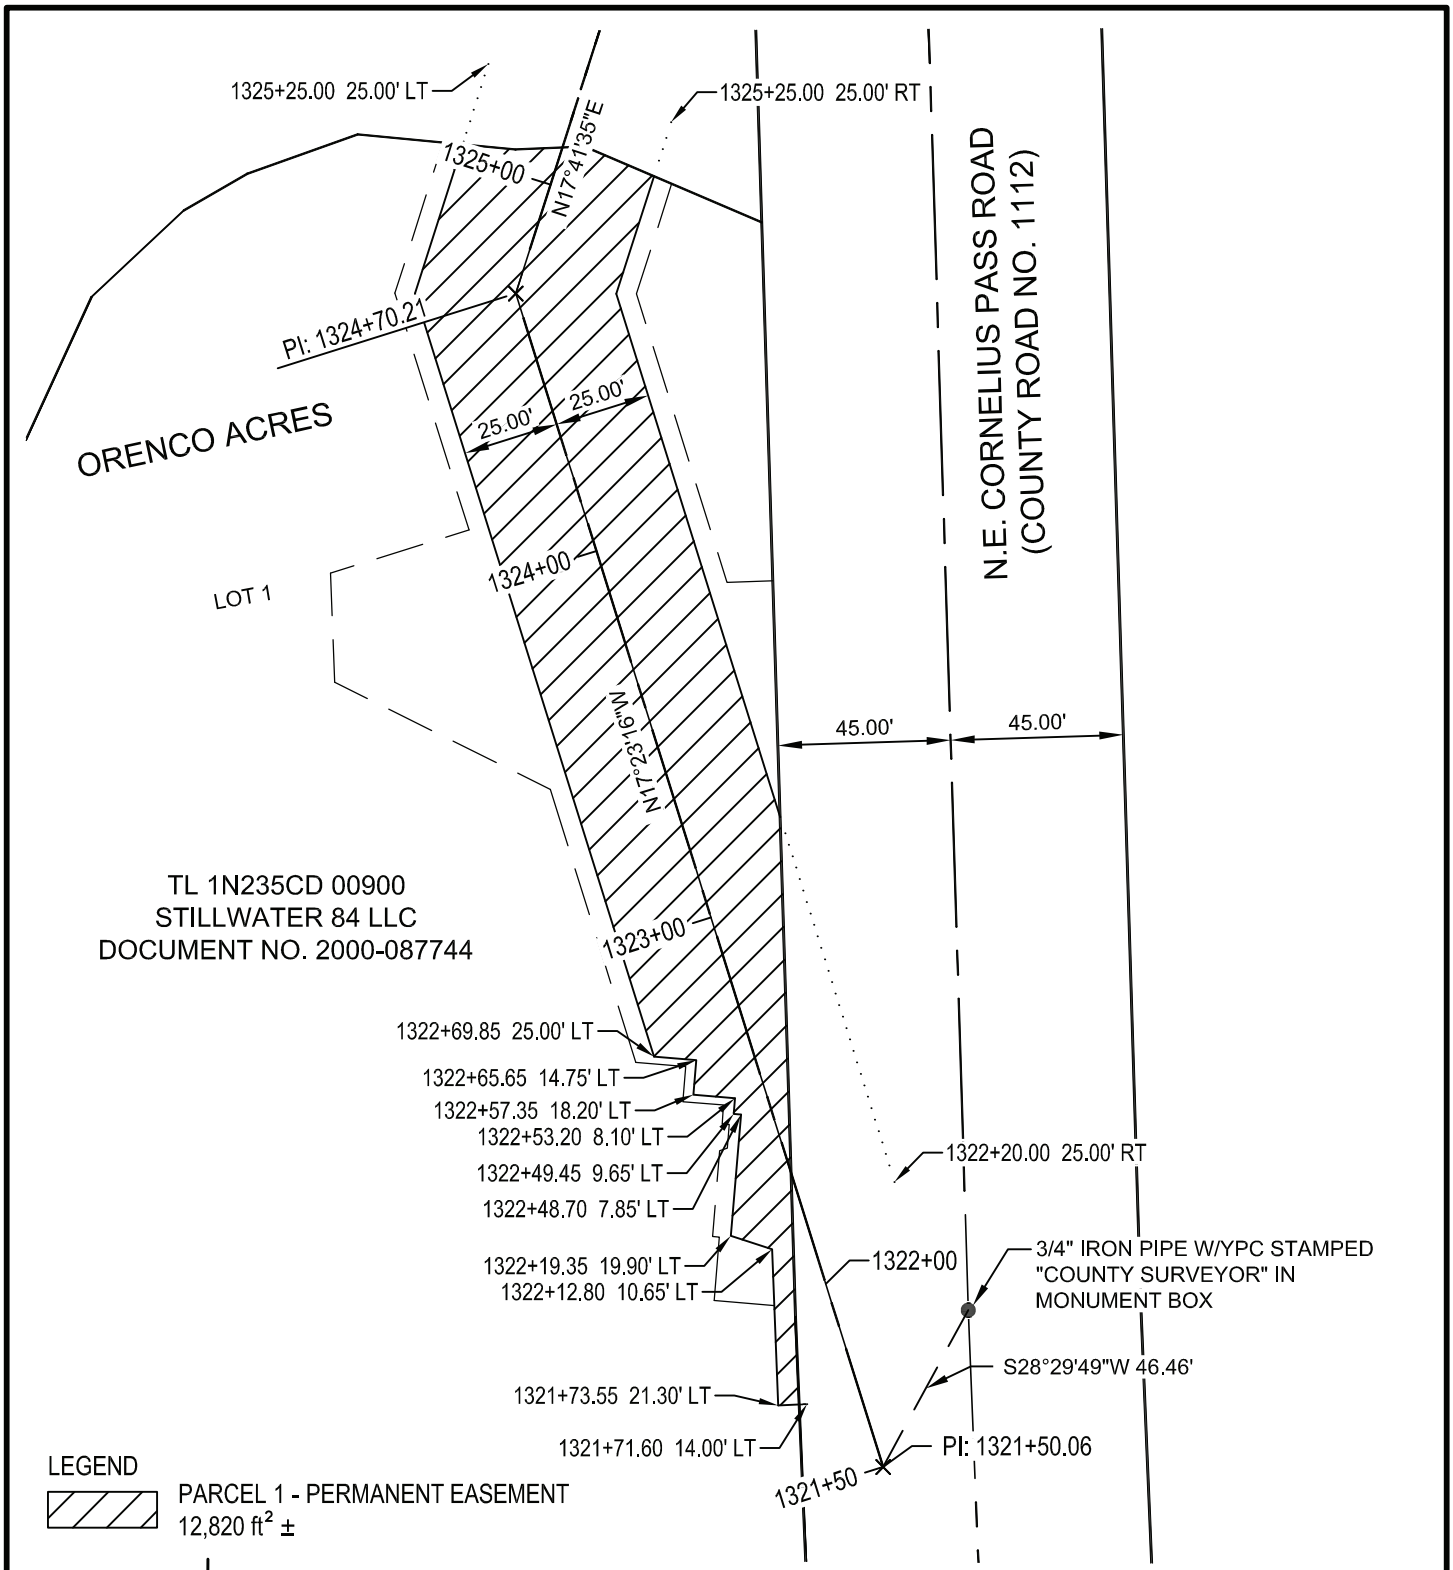 1325+25.00 25.00' LT
1325+25.00 25.00' RT
1325+00
N17°41'35"E
N.E. CORNELIUS PASS ROAD
(COUNTY ROAD NO. 1112)
PI: 1324+70.21
ORENCO ACRES
25.00'
25.00'
1324+00
LOT 1
N17°23'16"W
45.00'
45.00'
TL 1N235CD 00900
STILLWATER 84 LLC
DOCUMENT NO. 2000-087744
1323+00
1322+69.85 25.00' LT
1322+65.65 14.75' LT
1322+57.35 18.20' LT
1322+53.20 8.10' LT
1322+49.45 9.65' LT
1322+48.70 7.85' LT
1322+19.35 19.90' LT
1322+12.80 10.65' LT
1322+20.00 25.00' RT
1322+00
3/4" IRON PIPE W/YPC STAMPED
"COUNTY SURVEYOR" IN
MONUMENT BOX
S28°29'49"W 46.46'
1321+73.55 21.30' LT
1321+71.60 14.00' LT
PI: 1321+50.06
1321+50
LEGEND
PARCEL 1 - PERMANENT EASEMENT
12,820 ft² ±